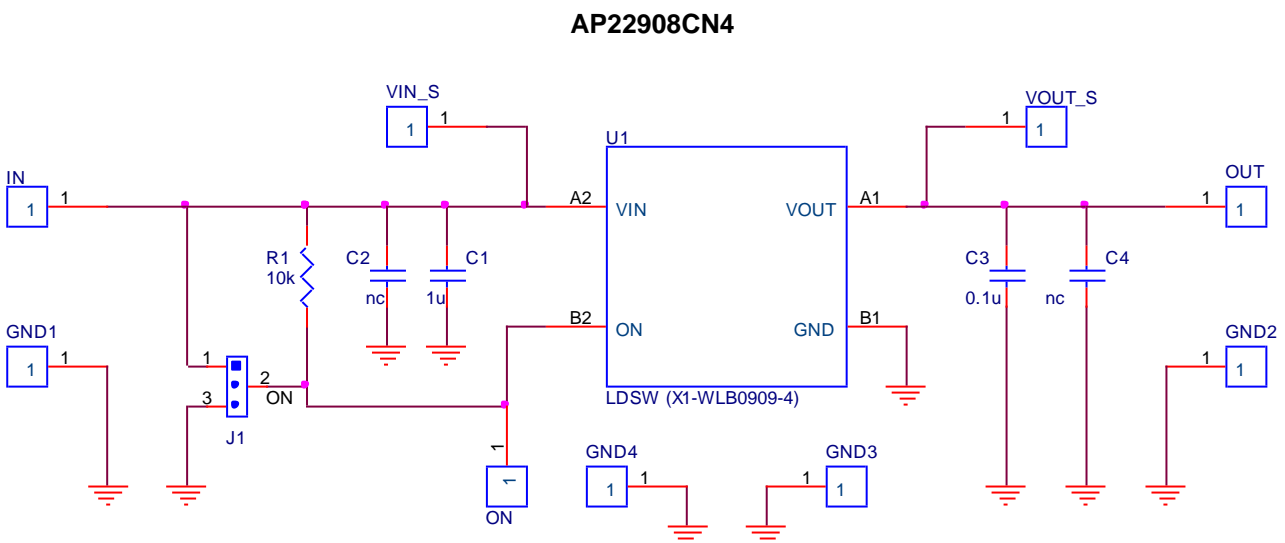 AP22908CN4
VIN_S
1
1
VOUT_S
1
1
U1
IN
1
1
A2
VIN
VOUT
A1
OUT
1
1
R1
10k
C2
nc
C1
1u
C3
0.1u
C4
nc
B2
ON
GND
B1
GND1
1
1
GND2
1
1
1
2
3
ON
J1
LDSW (X1-WLB0909-4)
1
1
ON
GND4
1
1
GND3
1
1